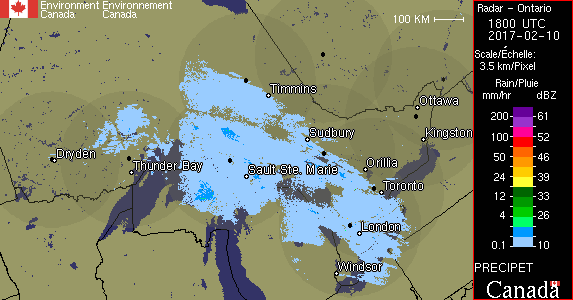 Environment Environnement
Canada Canada
100 KM
Timmins
Ottawa
Sudbury
Kingston
Dryden
Thunder Bay
Sault Ste. Marie
Orillia
Toronto
London
Windsor
Radar - Ontario
1800 UTC
2017-02-10
Scale/Échelle:
3.5 km/Pixel
Rain/Pluie
mm/hr dBZ
200 61
100 52
50 46
24 39
12 33
4 26
0.1 10
PRECIPET
Canada